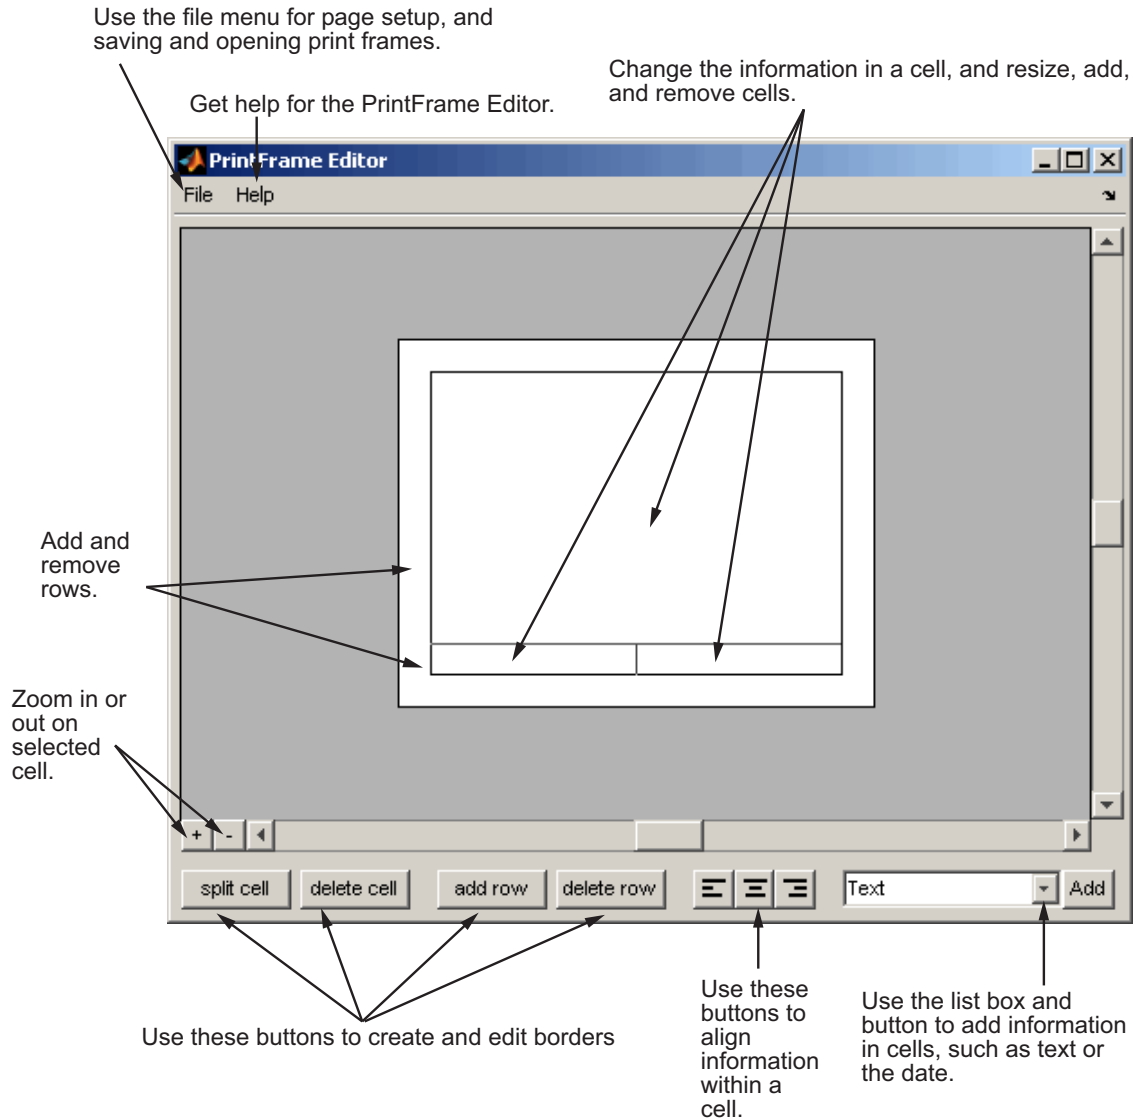 Use the file menu for page setup, and
saving and opening print frames.
Change the information in a cell, and resize, add,
and remove cells.
Get help for the PrintFrame Editor.
PrintFrame Editor
File Help
Add and
remove
rows.
Zoom in or
out on
selected
cell.
+ -
split cell delete cell add row delete row Text Add
Use these buttons to create and edit borders
Use these
buttons to
align
information
within a
cell.
Use the list box and
button to add information
in cells, such as text or
the date.